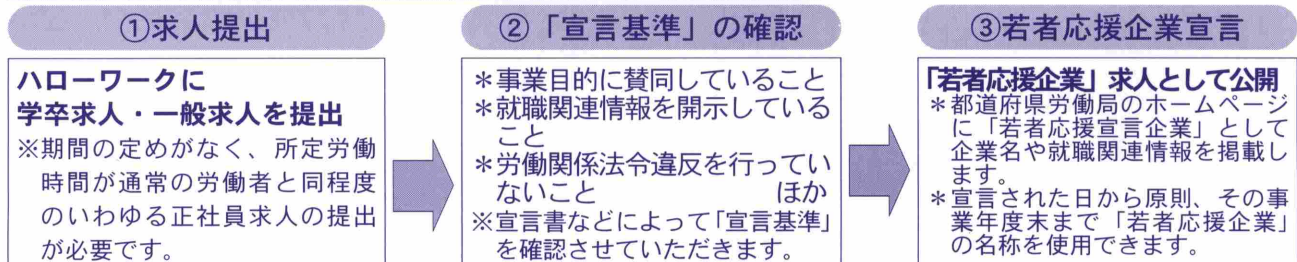 ①求人提出
ハローワークに
学卒求人・一般求人を提出
※期間の定めがなく、所定労働
時間が通常の労働者と同程度
のいわゆる正社員求人の提出
が必要です。
②「宣言基準」の確認
＊事業目的に賛同していること
＊就職関連情報を開示している
こと
＊労働関係法令違反を行ってい
ないこと　ほか
※宣言書などによって「宣言基準」
を確認させていただきます。
③若者応援企業宣言
「若者応援企業」求人として公開
＊都道府県労働局のホームページ
に「若者応援宣言企業」として
企業名や就職関連情報を掲載し
ます。
＊宣言された日から原則、その事
業年度末まで「若者応援企業」
の名称を使用できます。